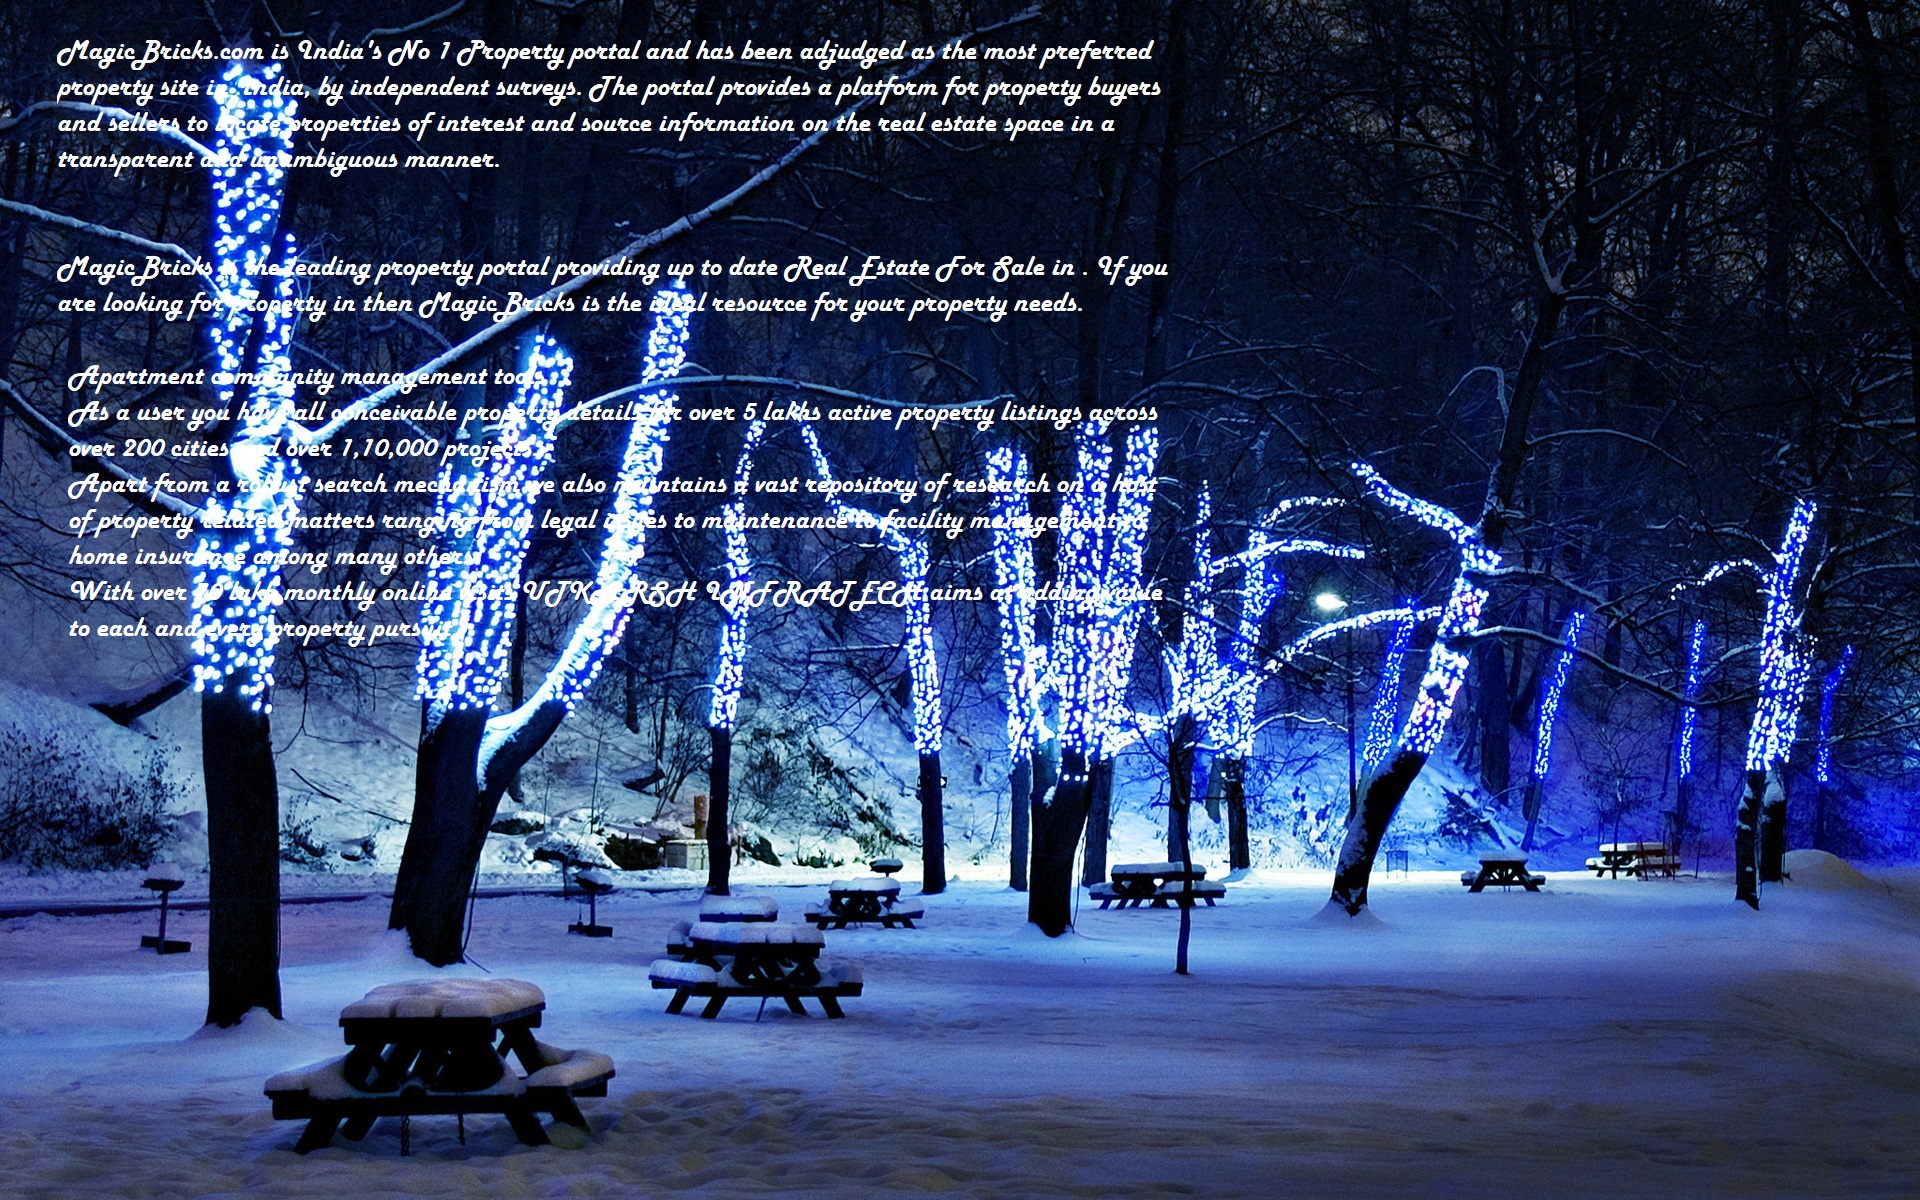 MagicBricks.com is India's No 1 Property portal and has been adjudged as the most preferred
property site in India, by independent surveys. The portal provides a platform for property buyers
and sellers to locate properties of interest and source information on the real estate space in a
transparent and unambiguous manner.
MagicBricks is the leading property portal providing up to date Real Estate For Sale in . If you
are looking for property in then MagicBricks is the ideal resource for your property needs.
Apartment community management tools
As a user you have all conceivable property details for over 5 lakhs active property listings across
over 200 cities and over 1,10,000 projects.
Apart from a robust search mechanism we also maintains a vast repository of research on a host
of property related matters ranging from legal issues to maintenance to facility management to
home insurance among many others.
With over lakh monthly online visits UTKARSH INFRATECH aims at adding value
to each and every property pursuit